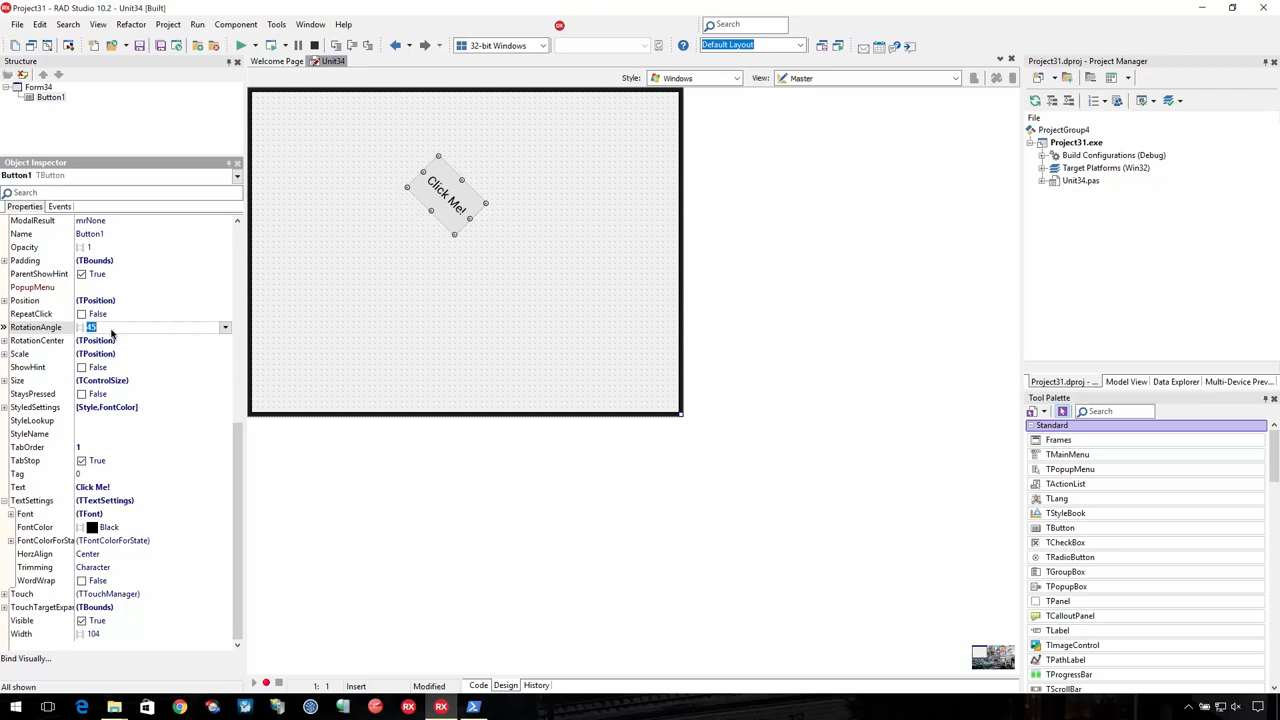 Project31 - RAD Studio 10.2 - Unit34 [Built]
File Edit Search View Refactor Project Run Component Tools Window Help
Search
32-bit Windows
Default Layout
Structure
Form34
Button1
Object Inspector
Button1 TButton
Search
Properties Events
ModalResult mrNone
Name Button1
Opacity 1
Padding (TBounds)
ParentShowHint True
PopupMenu
Position (TPosition)
RepeatClick False
RotationAngle 45
RotationCenter (TPosition)
Scale (TPosition)
ShowHint False
Size (TControlSize)
StaysPressed False
StyledSettings [Style,FontColor]
StyleLookup
StyleName
TabOrder 1
TabStop True
Tag 0
Text Click Me!
TextSettings (TTextSettings)
Font (TFont)
FontColor Black
FontColorForSta (TFontColorForState)
HorzAlign Center
Trimming Character
WordWrap False
Touch (TTouchManager)
TouchTargetExpar (TBounds)
Visible True
Width 104
Bind Visually...
All shown
Welcome Page Unit34
Style: Windows View: Master
Click Me!
1: 1 Insert Modified Code Design History
Project31.dproj - Project Manager
File
ProjectGroup4
Project31.exe
Build Configurations (Debug)
Target Platforms (Win32)
Unit34.pas
Project31.dproj - ... Model View Data Explorer Multi-Device Prev...
Tool Palette
Search
Standard
Frames
TMainMenu
TPopupMenu
TActionList
TLang
TStyleBook
TButton
TCheckBox
TRadioButton
TGroupBox
TPopupBox
TPanel
TCalloutPanel
TLabel
TImageControl
TPathLabel
TProgressBar
TScrollBar